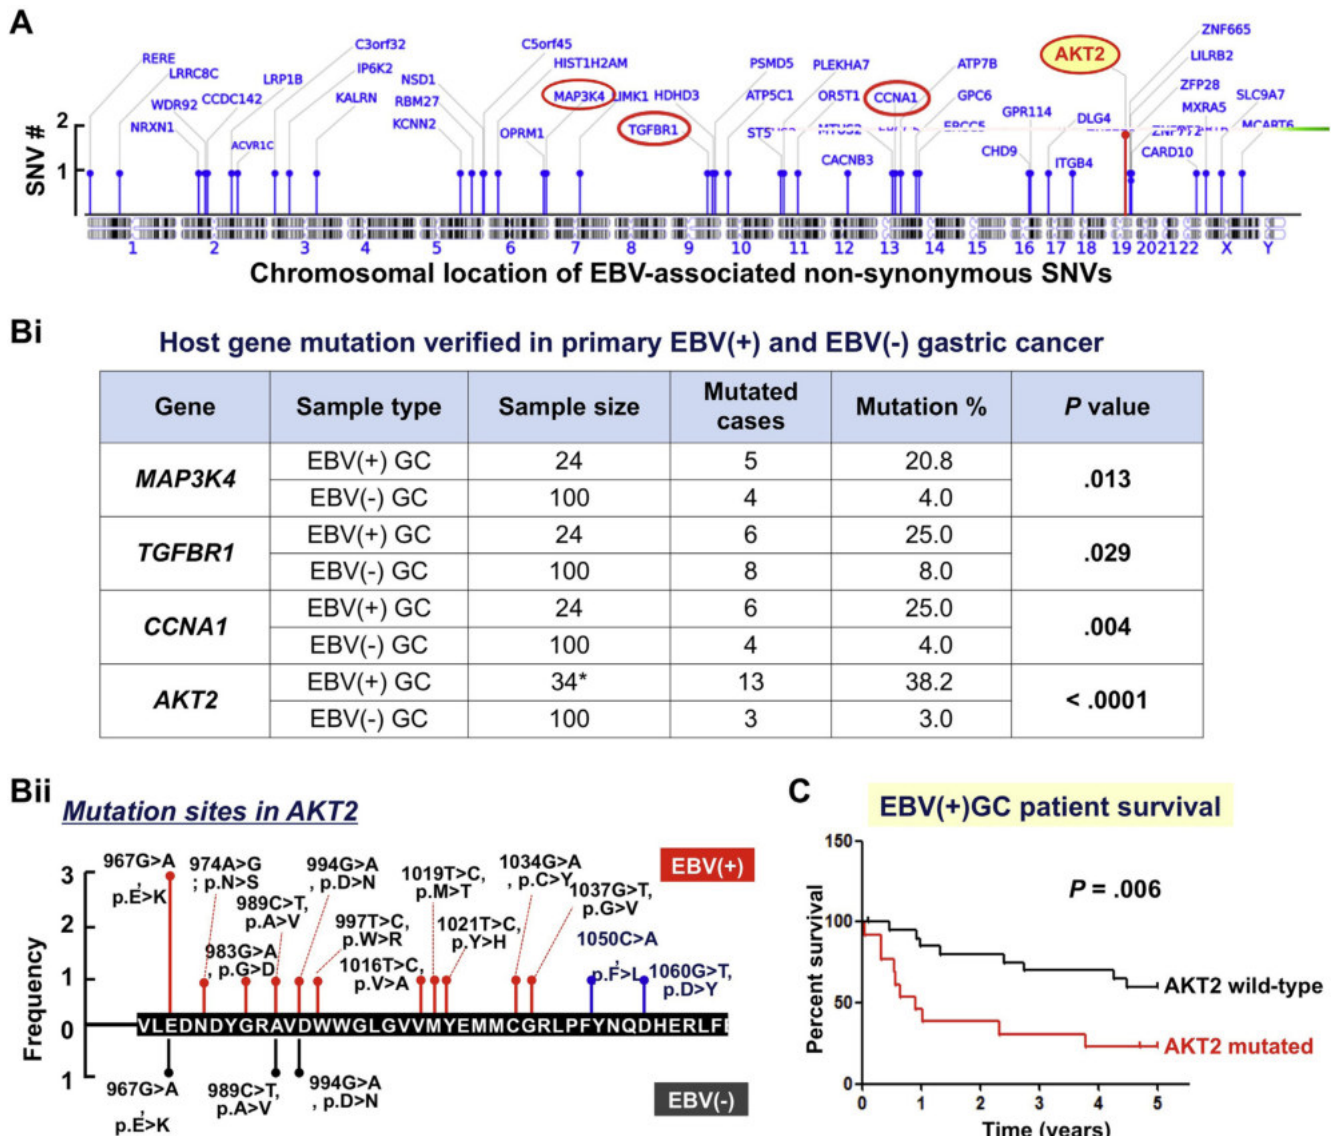 A
ZNF665
C3orf32
C5orf45
AKT2
RERE
LILRB2
HIST1H2AM
PSMD5
PLEKHA7
ATP7B
LRRC8C
IP6K2
LRP1B
NSD1
ZFP28
WDR92
CCDC142
KALRN
RBM27
MAP3K4
LIMK1
HDHD3
ATP5C1
OR5T1
CCNA1
GPC6
MXRA5
SLC9A7
GPR114
DLG4
NRXN1
KCNN2
OPRM1
TGFBR1
ST5
MTUS2
ERCC5
MCART6
ACVR1C
CACNB3
CHD9
ITGB4
CARD10
SNV #
2
1
1 2 3 4 5 6 7 8 9 10 11 12 13 14 15 16 17 18 19 20 21 22 X Y
Chromosomal location of EBV-associated non-synonymous SNVs
Bi
Host gene mutation verified in primary EBV(+) and EBV(-) gastric cancer
Gene Sample type Sample size Mutated cases Mutation % P value
MAP3K4 EBV(+) GC 24 5 20.8 .013
EBV(-) GC 100 4 4.0
TGFBR1 EBV(+) GC 24 6 25.0 .029
EBV(-) GC 100 8 8.0
CCNA1 EBV(+) GC 24 6 25.0 .004
EBV(-) GC 100 4 4.0
AKT2 EBV(+) GC 34* 13 38.2 < .0001
EBV(-) GC 100 3 3.0
Bii
Mutation sites in AKT2
EBV(+)
967G>A
, p.E>K
974A>G
; p.N>S
983G>A
, p.G>D
989C>T,
p.A>V
994G>A
, p.D>N
997T>C,
p.W>R
1016T>C,
p.V>A
1019T>C,
p.M>T
1021T>C,
p.Y>H
1034G>A
, p.C>Y
1037G>T,
p.G>V
1050C>A
, p.F>L
1060G>T,
p.D>Y
Frequency
3
2
1
0
1
VLEDNDYGRAVDWWGLGVVMYEMMCGRLPFYNQDHERLF
967G>A
, p.E>K
989C>T,
p.A>V
994G>A
, p.D>N
EBV(-)
C
EBV(+)GC patient survival
P = .006
Percent survival
150
100
50
0
AKT2 wild-type
AKT2 mutated
0 1 2 3 4 5
Time (years)